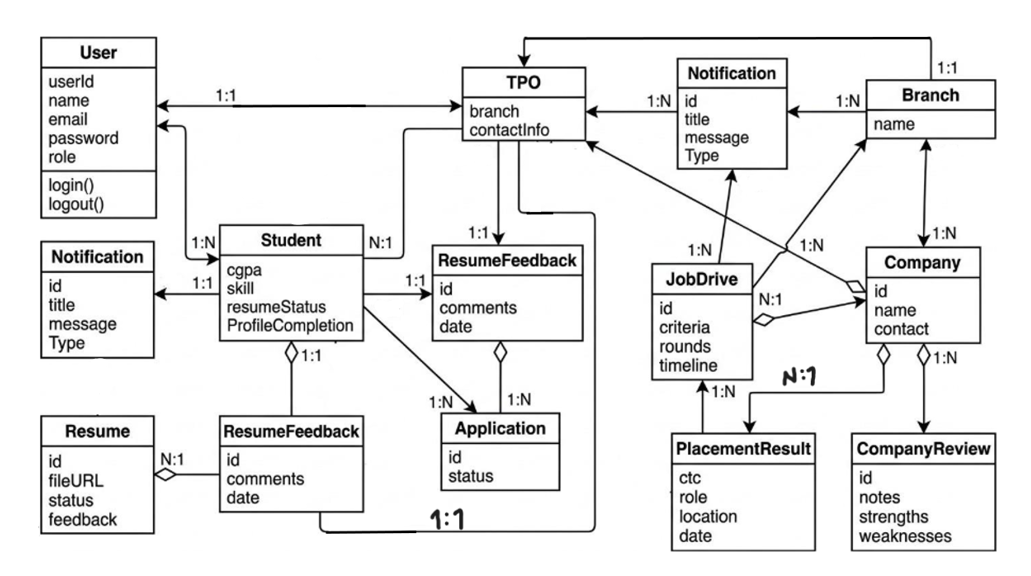 User
userId
name
email
password
role
login()
logout()
1:1
TPO
branch
contactInfo
1:N
Notification
id
title
message
Type
1:N
1:1
Branch
name
1:N
Student
cgpa
skill
resumeStatus
ProfileCompletion
N:1
Notification
id
title
message
Type
1:1
1:1
1:1
ResumeFeedback
id
comments
date
1:N
JobDrive
id
criteria
rounds
timeline
1:N
N:1
1:N
Company
id
name
contact
1:1
Resume
id
fileURL
status
feedback
N:1
ResumeFeedback
id
comments
date
1:1
1:N
1:N
Application
id
status
1:N
N:1
1:N
PlacementResult
ctc
role
location
date
CompanyReview
id
notes
strengths
weaknesses